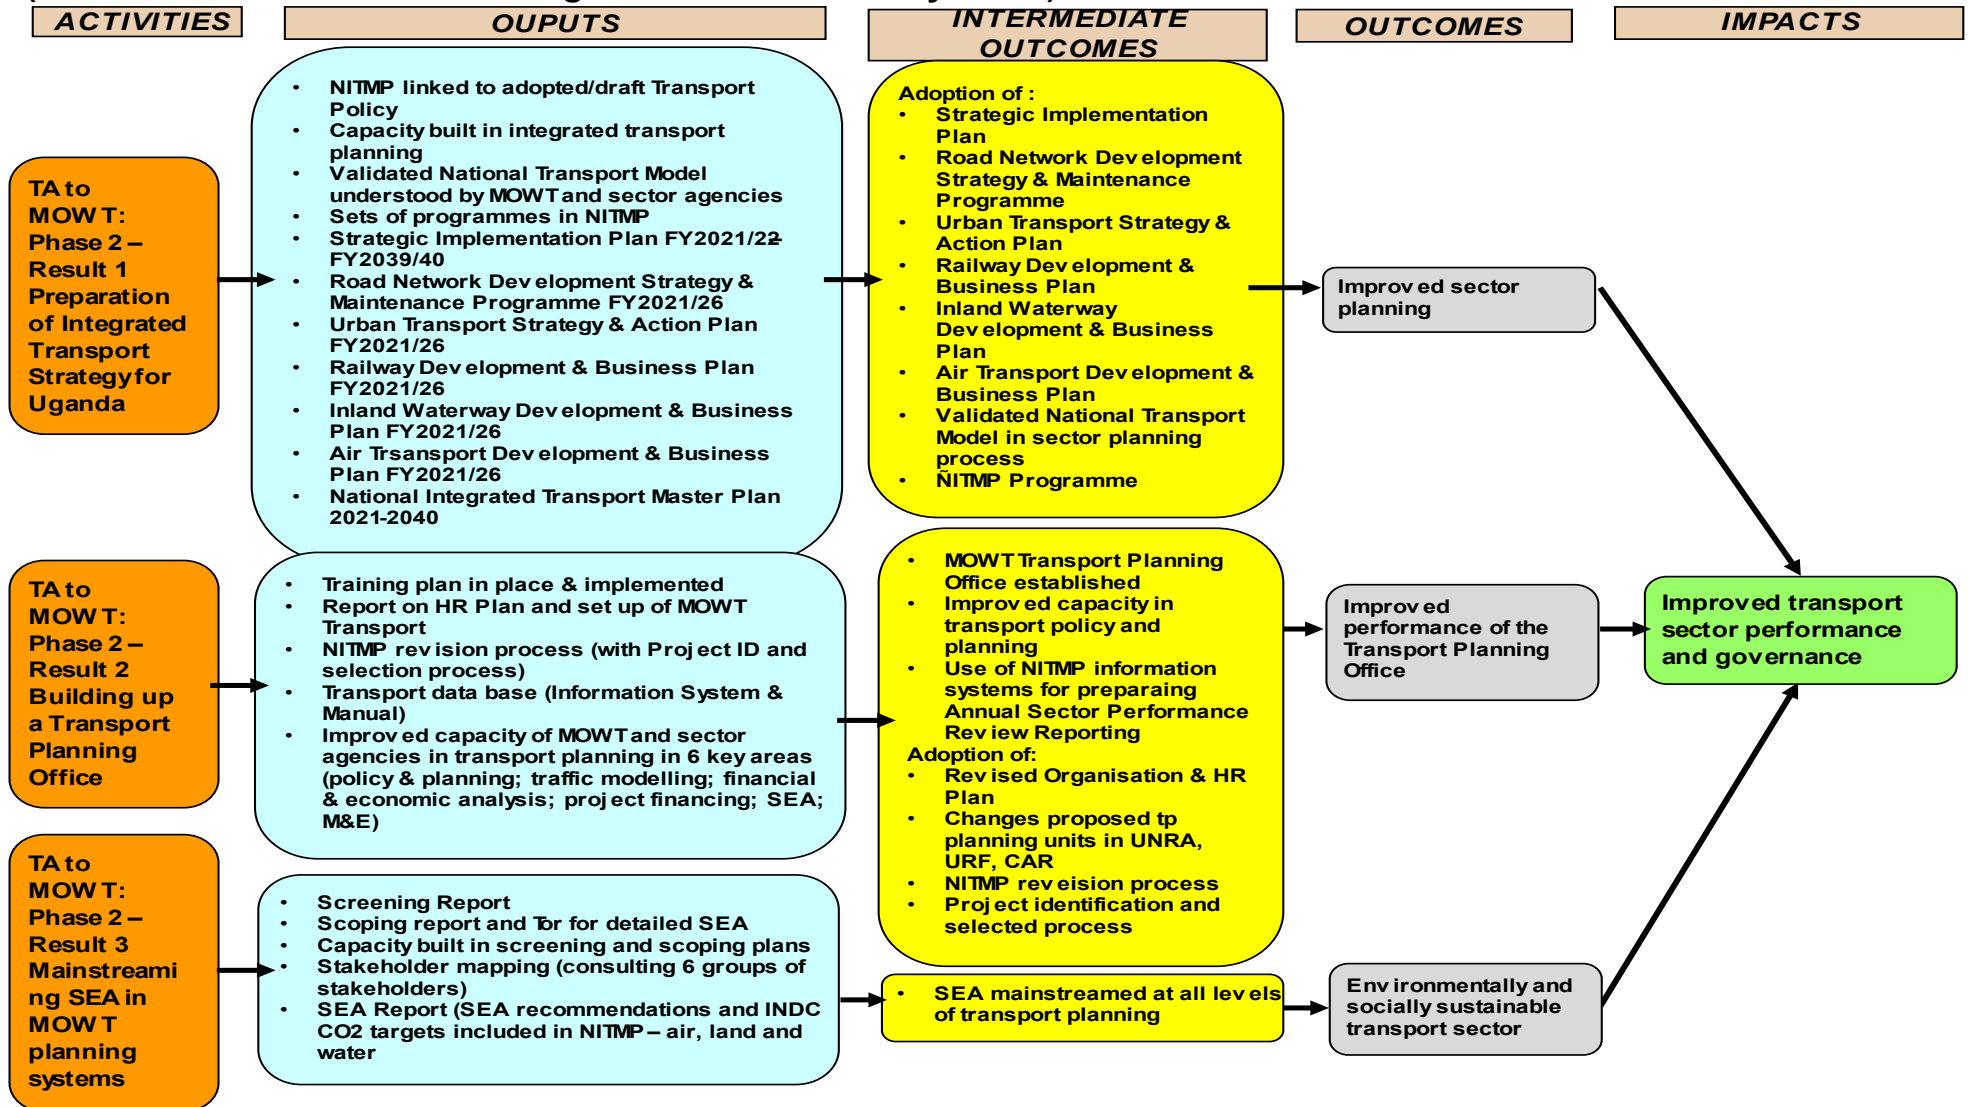 ACTIVITIES
OUPUTS
INTERMEDIATE
OUTCOMES
OUTCOMES
IMPACTS
TA to
MOWT:
Phase 2 –
Result 1
Preparation
of Integrated
Transport
Strategy for
Uganda
• NITMP linked to adopted/draft Transport
Policy
• Capacity built in integrated transport
planning
• Validated National Transport Model
understood by MOWT and sector agencies
• Sets of programmes in NITMP
• Strategic Implementation Plan FY2021/22–
FY2039/40
• Road Network Development Strategy &
Maintenance Programme FY2021/26
• Urban Transport Strategy & Action Plan
FY2021/26
• Railway Development & Business Plan
FY2021/26
• Inland Waterway Development & Business
Plan FY2021/26
• Air Trsansport Development & Business
Plan FY2021/26
• National Integrated Transport Master Plan
2021-2040
Adoption of :
• Strategic Implementation
Plan
• Road Network Development
Strategy & Maintenance
Programme
• Urban Transport Strategy &
Action Plan
• Railway Development &
Business Plan
• Inland Waterway
Development & Business
Plan
• Air Transport Development &
Business Plan
• Validated National Transport
Model in sector planning
process
• ÑITMP Programme
Improved sector
planning
TA to
MOWT:
Phase 2 –
Result 2
Building up
a Transport
Planning
Office
• Training plan in place & implemented
• Report on HR Plan and set up of MOWT
Transport
• NITMP revision process (with Project ID and
selection process)
• Transport data base (Information System &
Manual)
• Improved capacity of MOWT and sector
agencies in transport planning in 6 key areas
(policy & planning; traffic modelling; financial
& economic analysis; project financing; SEA;
M&E)
• MOWT Transport Planning
Office established
• Improved capacity in
transport policy and
planning
• Use of NITMP information
systems for preparaing
Annual Sector Performance
Review Reporting
Adoption of:
• Revised Organisation & HR
Plan
• Changes proposed tp
planning units in UNRA,
URF, CAR
• NITMP reveision process
• Project identification and
selected process
Improved
performance of the
Transport Planning
Office
Improved transport
sector performance
and governance
TA to
MOWT:
Phase 2 –
Result 3
Mainstreami
ng SEA in
MOWT
planning
systems
• Screening Report
• Scoping report and Tor for detailed SEA
• Capacity built in screening and scoping plans
• Stakeholder mapping (consulting 6 groups of
stakeholders)
• SEA Report (SEA recommendations and INDC
CO2 targets included in NITMP – air, land and
water
• SEA mainstreamed at all levels
of transport planning
Environmentally and
socially sustainable
transport sector